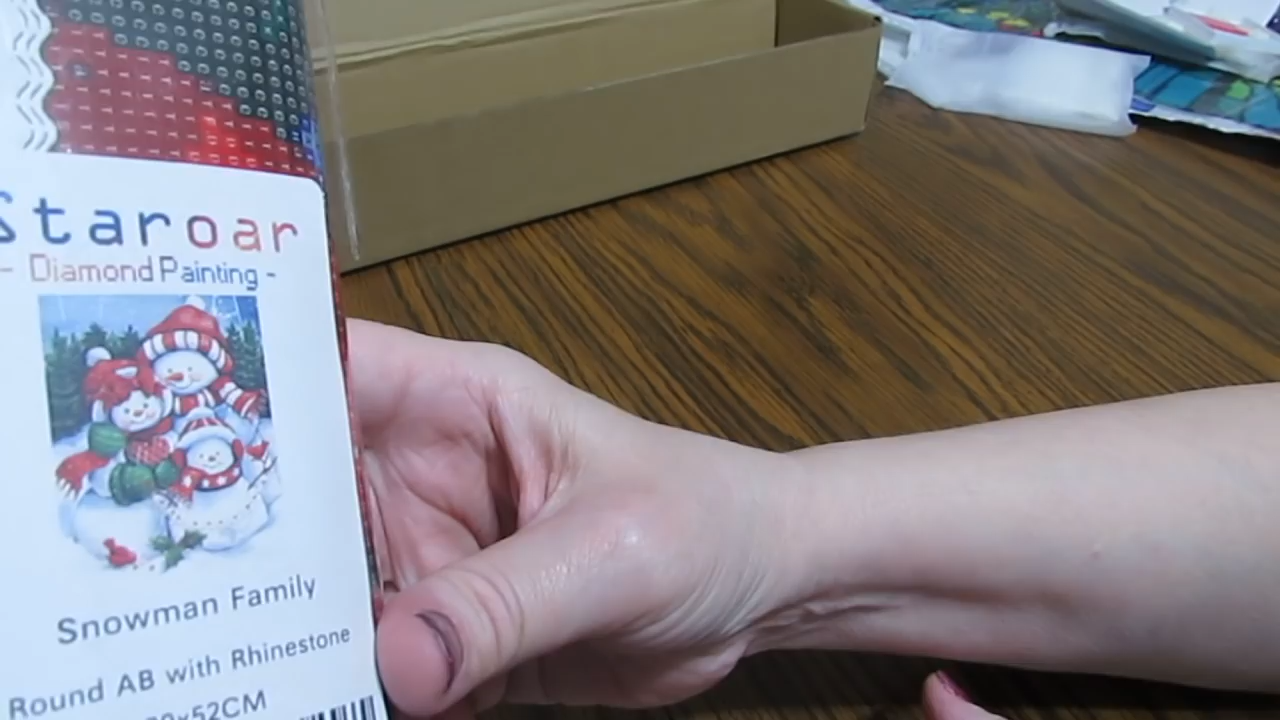 Staroar
- Diamond Painting -
Snowman Family
Round AB with Rhinestone